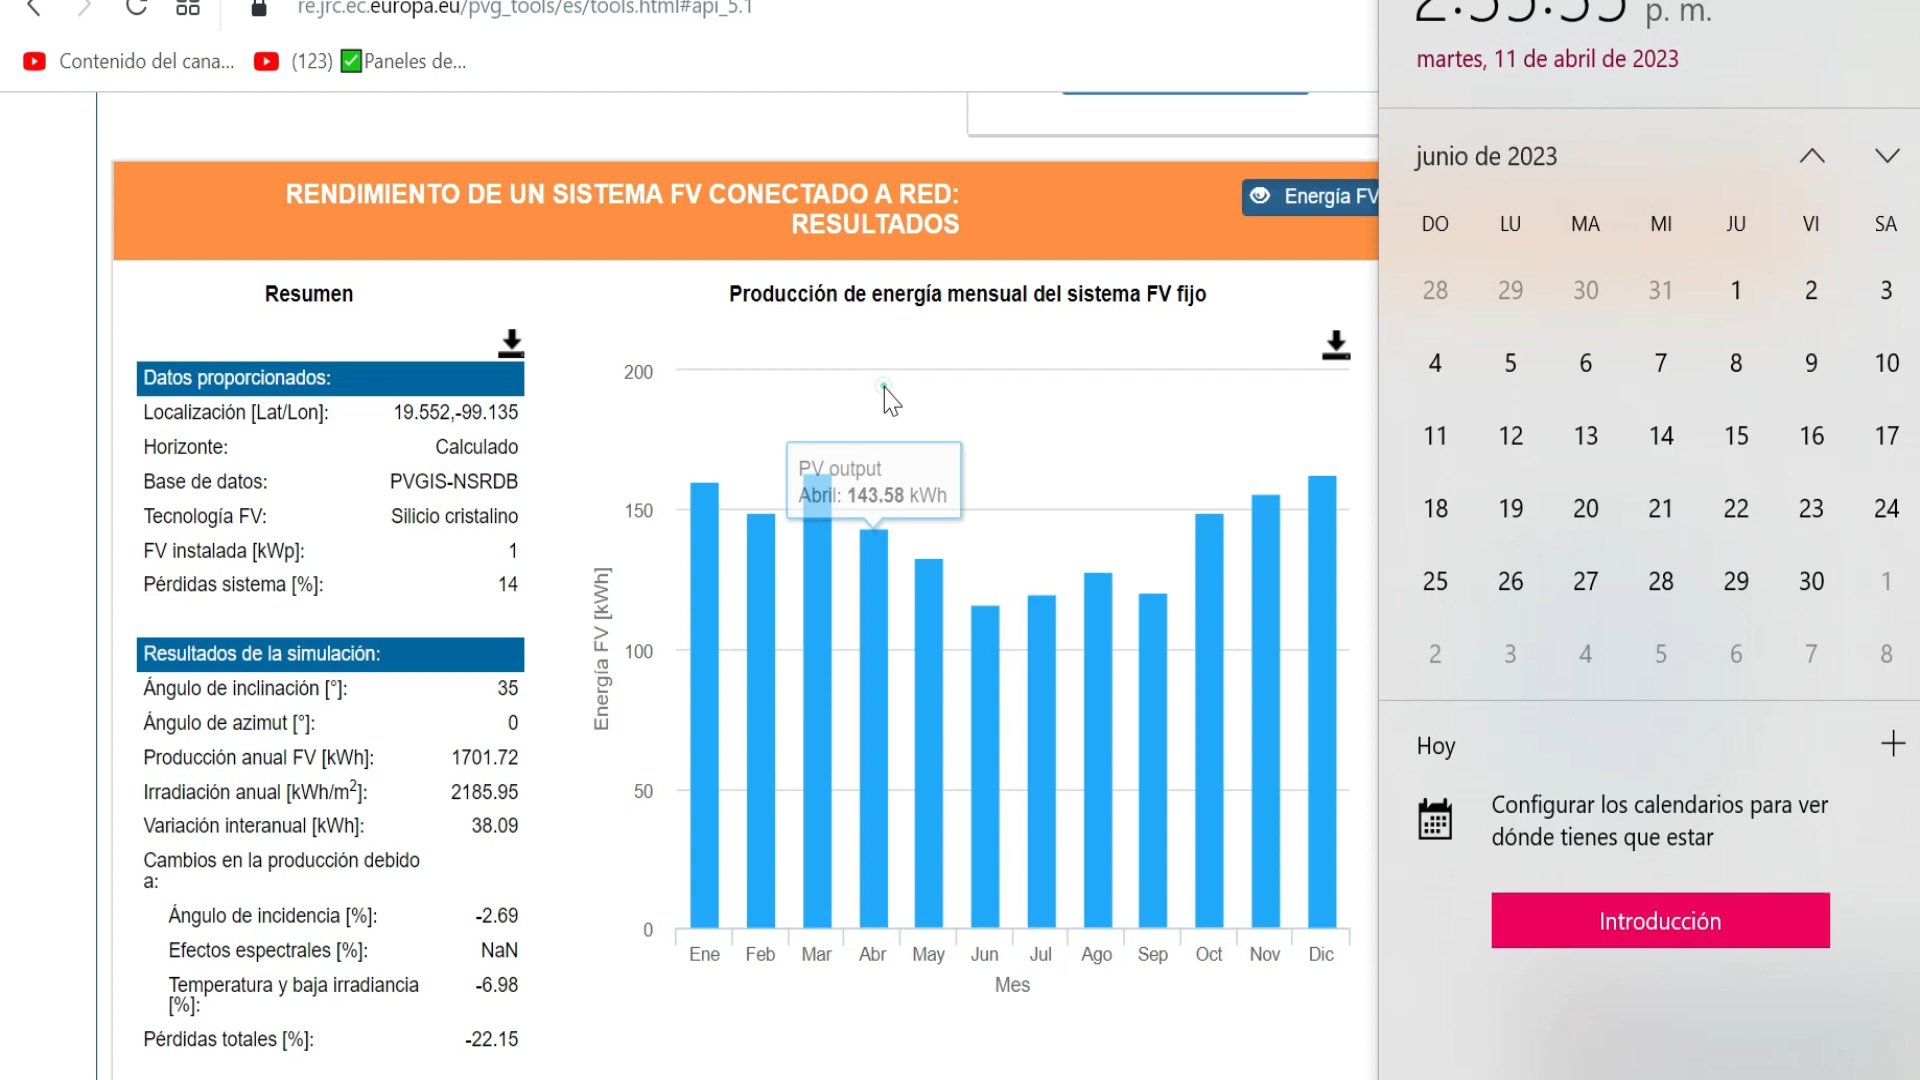 re.jrc.ec.europa.eu/pvg_tools/es/tools.html#api_5.1
Contenido del cana...
(123) ✅Paneles de...
RENDIMIENTO DE UN SISTEMA FV CONECTADO A RED:
RESULTADOS
Energía FV
Resumen
Datos proporcionados:
Localización [Lat/Lon]: 19.552,-99.135
Horizonte: Calculado
Base de datos: PVGIS-NSRDB
Tecnología FV: Silicio cristalino
FV instalada [kWp]: 1
Pérdidas sistema [%]: 14
Resultados de la simulación:
Ángulo de inclinación [°]: 35
Ángulo de azimut [°]: 0
Producción anual FV [kWh]: 1701.72
Irradiación anual [kWh/m²]: 2185.95
Variación interanual [kWh]: 38.09
Cambios en la producción debido
a:
Ángulo de incidencia [%]: -2.69
Efectos espectrales [%]: NaN
Temperatura y baja irradiancia -6.98
[%]:
Pérdidas totales [%]: -22.15
Producción de energía mensual del sistema FV fijo
200
150
100
50
0
Energía FV [kWh]
PV output
Abril: 143.58 kWh
Ene Feb Mar Abr May Jun Jul Ago Sep Oct Nov Dic
Mes
p. m.
martes, 11 de abril de 2023
junio de 2023
DO LU MA MI JU VI SA
28 29 30 31 1 2 3
4 5 6 7 8 9 10
11 12 13 14 15 16 17
18 19 20 21 22 23 24
25 26 27 28 29 30 1
2 3 4 5 6 7 8
Hoy
Configurar los calendarios para ver
dónde tienes que estar
Introducción